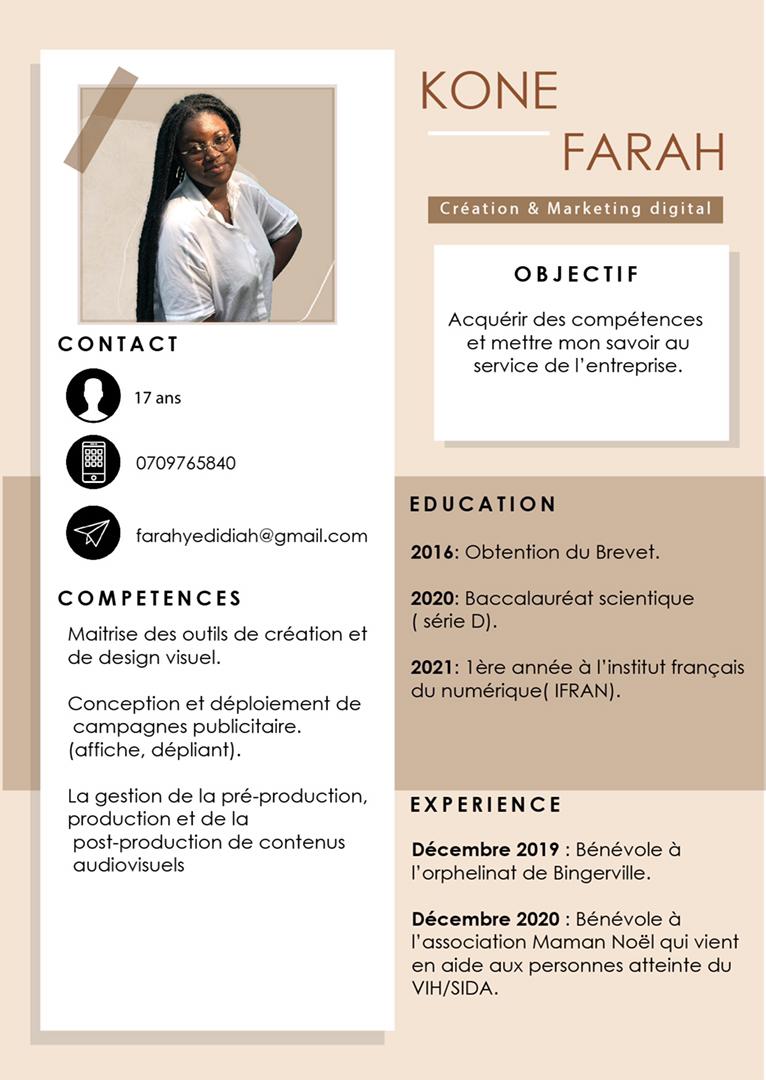 KONE
FARAH
Création & Marketing digital
OBJECTIF
Acquérir des compétences
et mettre mon savoir au
service de l'entreprise.
CONTACT
17 ans
0709765840
farahyedidiah@gmail.com
COMPETENCES
Maitrise des outils de création et
de design visuel.
Conception et déploiement de
campagnes publicitaire.
(affiche, dépliant).
La gestion de la pré-production,
production et de la
post-production de contenus
audiovisuels
EDUCATION
2016: Obtention du Brevet.
2020: Baccalauréat scientique
( série D).
2021: 1ère année à l'institut français
du numérique( IFRAN).
EXPERIENCE
Décembre 2019 : Bénévole à
l'orphelinat de Bingerville.
Décembre 2020 : Bénévole à
l'association Maman Noël qui vient
en aide aux personnes atteinte du
VIH/SIDA.